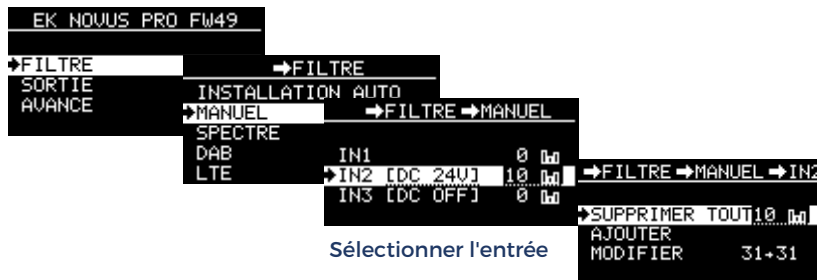 EK NOVUS PRO FW49
➔FILTRE
SORTIE
AVANCE
➔FILTRE
INSTALLATION AUTO
➔MANUEL
SPECTRE
DAB
LTE
➔FILTRE ➔MANUEL
IN1 0
➔IN2 [DC 24V] 10
IN3 [DC OFF] 0
Sélectionner l'entrée
➔FILTRE ➔MANUEL ➔IN2
➔SUPPRIMER TOUT 10
AJOUTER
MODIFIER 31→31